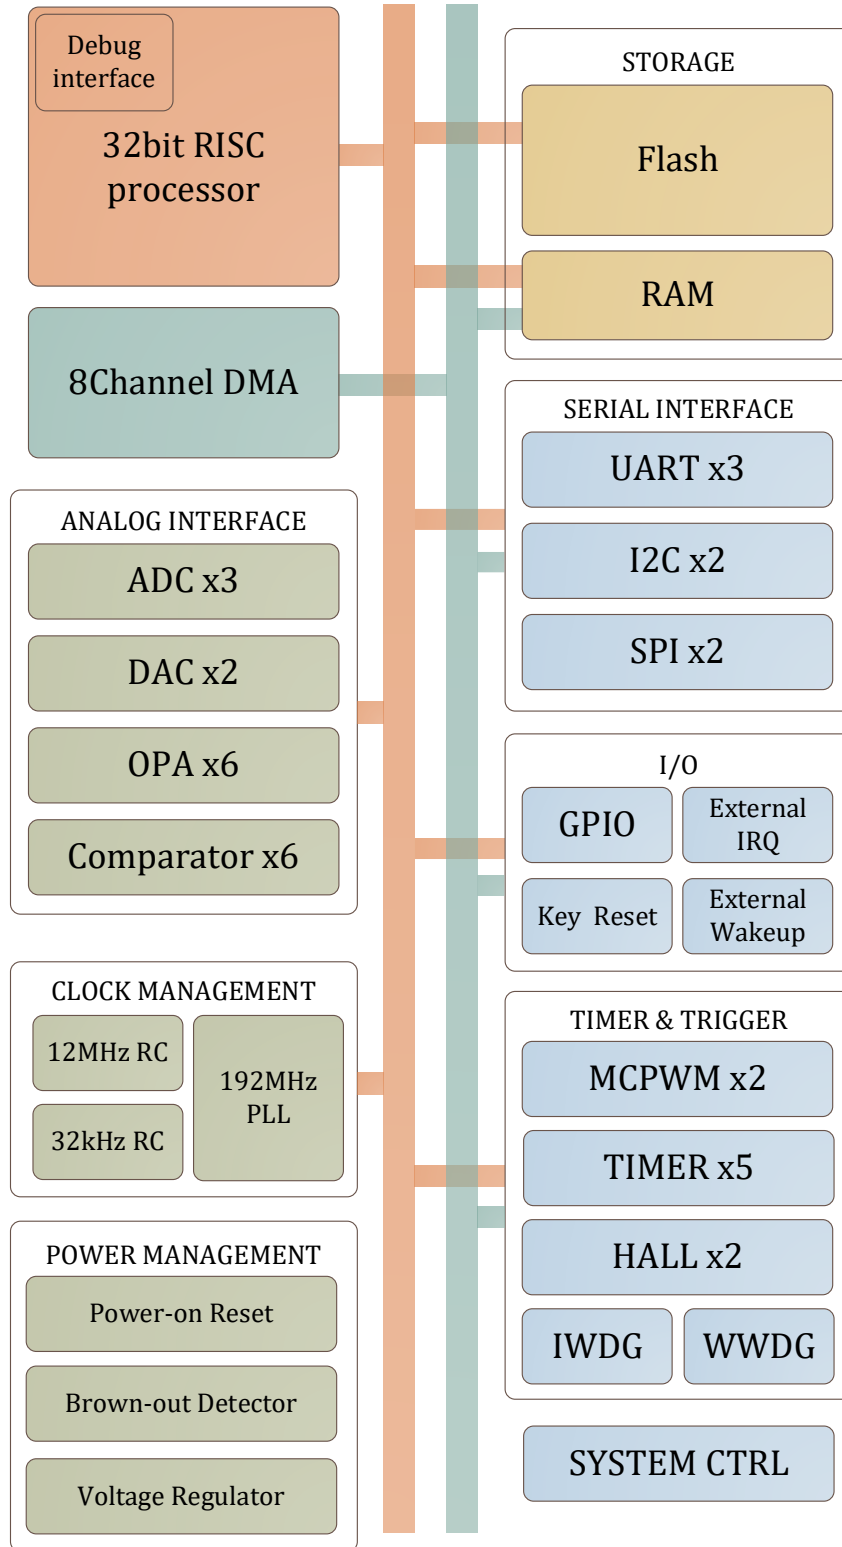 Debug
interface
32bit RISC
processor
8Channel DMA
ANALOG INTERFACE
ADC x3
DAC x2
OPA x6
Comparator x6
CLOCK MANAGEMENT
12MHz RC
32kHz RC
192MHz
PLL
POWER MANAGEMENT
Power-on Reset
Brown-out Detector
Voltage Regulator
STORAGE
Flash
RAM
SERIAL INTERFACE
UART x3
I2C x2
SPI x2
I/O
GPIO
External
IRQ
Key Reset
External
Wakeup
TIMER & TRIGGER
MCPWM x2
TIMER x5
HALL x2
IWDG
WWDG
SYSTEM CTRL